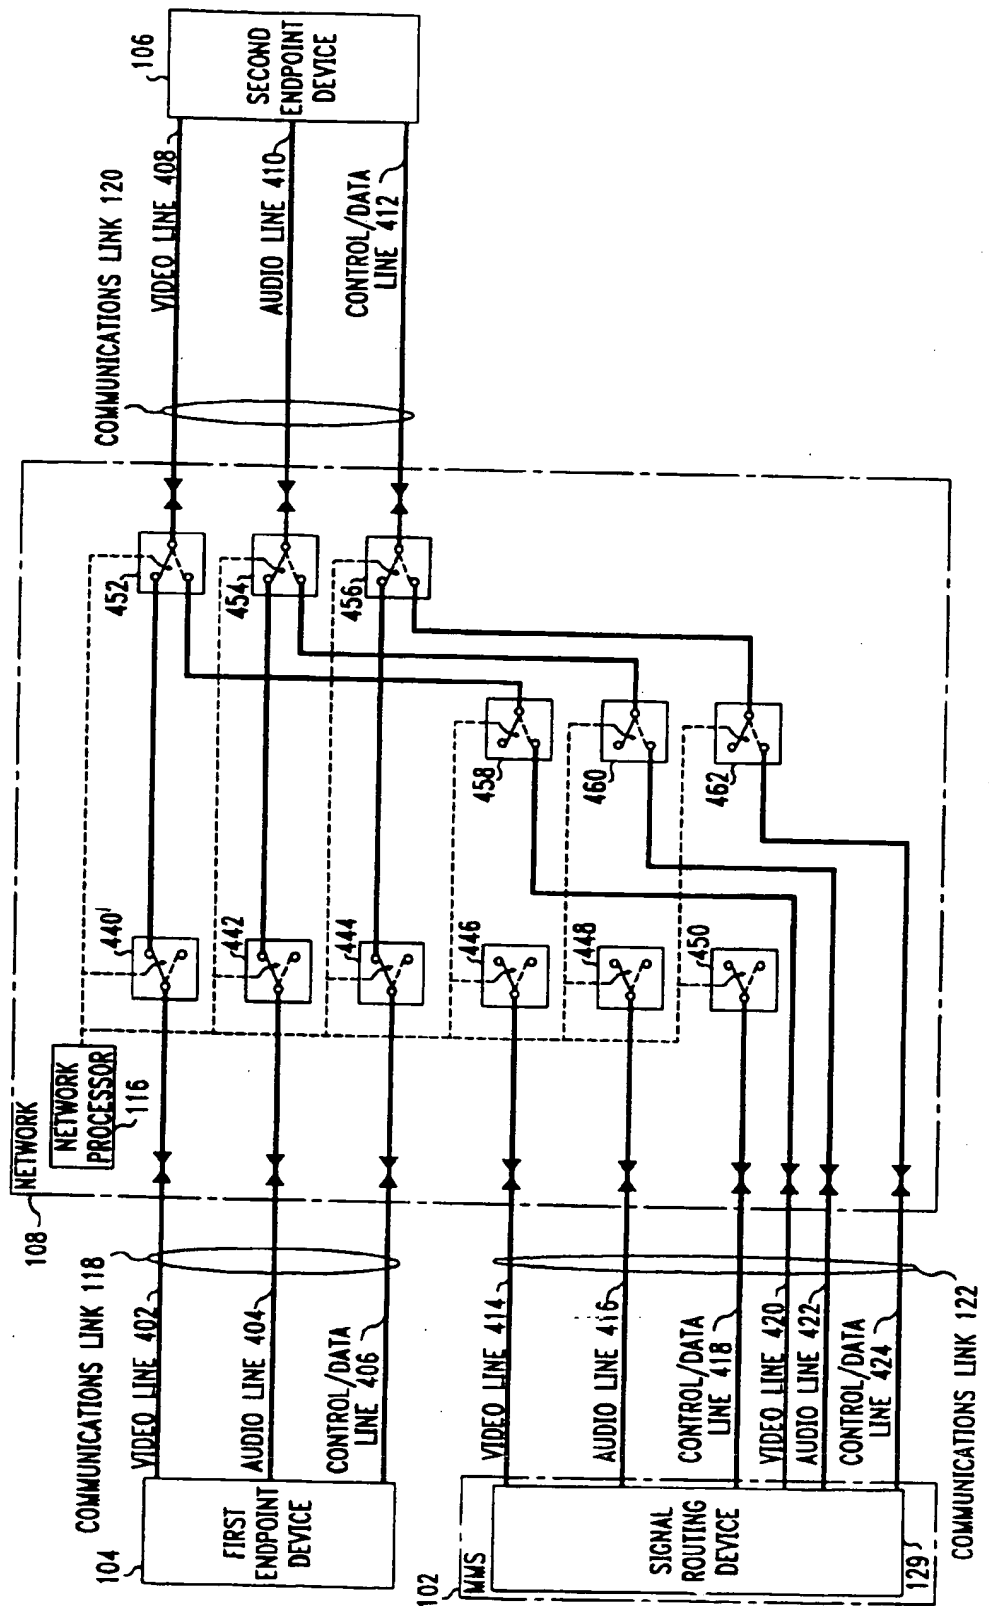 COMMUNICATIONS LINK 118
104
FIRST
ENDPOINT
DEVICE
VIDEO LINE 402
AUDIO LINE 404
CONTROL/DATA
LINE 406
108
NETWORK
NETWORK
PROCESSOR
116
440
442
444
446
448
450
452
454
456
458
460
462
COMMUNICATIONS LINK 120
VIDEO LINE 408
AUDIO LINE 410
CONTROL/DATA
LINE 412
106
SECOND
ENDPOINT
DEVICE
102
MMS
SIGNAL
ROUTING
DEVICE
129
VIDEO LINE 414
AUDIO LINE 416
CONTROL/DATA
LINE 418
VIDEO LINE 420
AUDIO LINE 422
CONTROL/DATA
LINE 424
COMMUNICATIONS LINK 122